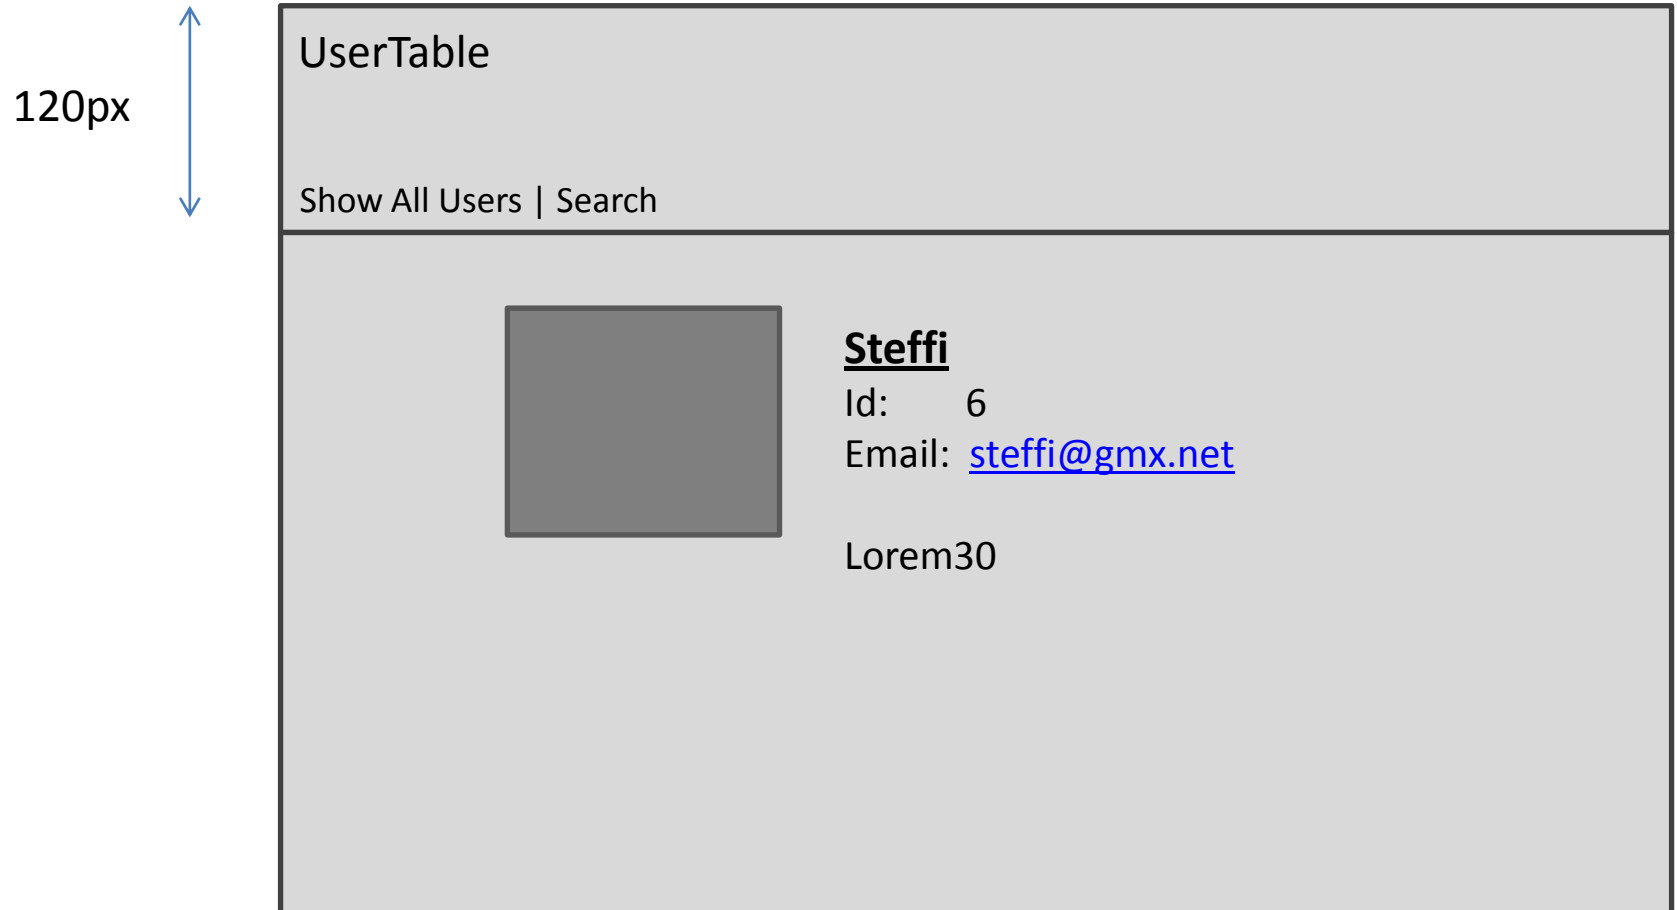 120px
UserTable
Show All Users | Search
Steffi
Id: 6
Email: steffi@gmx.net
Lorem30